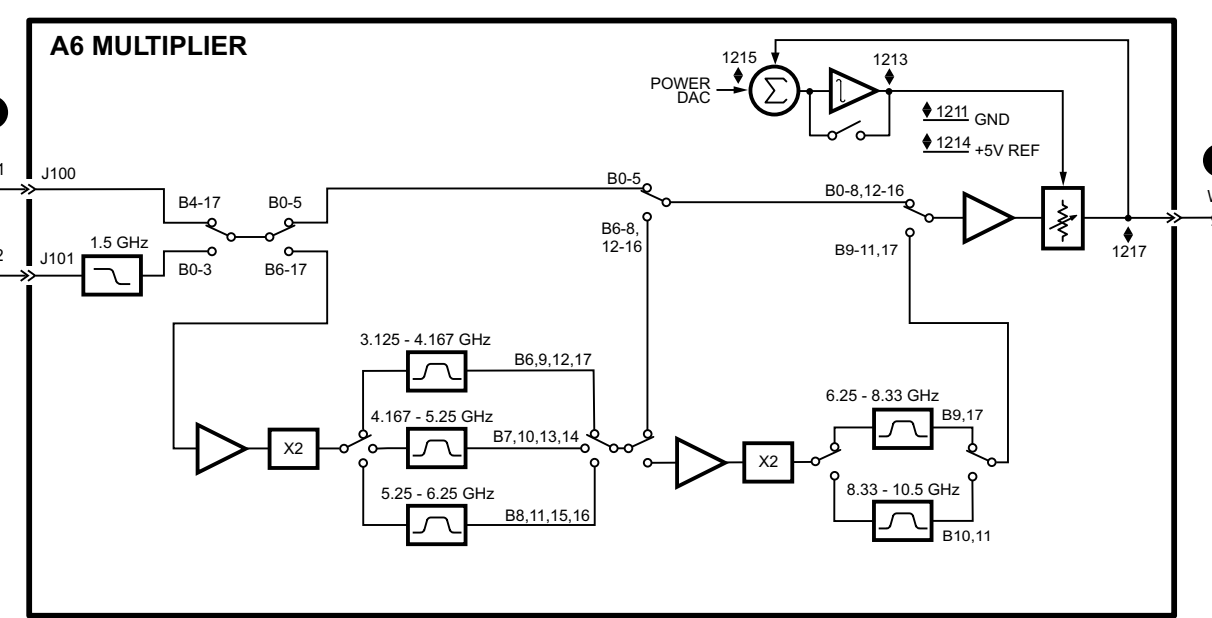 A6 MULTIPLIER
1215
1213
POWER
DAC
Σ
1211 GND
1214 +5V REF
1
J100
B4-17
B0-5
B0-5
B0-8,12-16
B6-8,
12-16
W
2
J101
1.5 GHz
B0-3
B6-17
B9-11,17
1217
3.125 - 4.167 GHz
B6,9,12,17
6.25 - 8.33 GHz
4.167 - 5.25 GHz
B9,17
X2
B7,10,13,14
X2
5.25 - 6.25 GHz
8.33 - 10.5 GHz
B8,11,15,16
B10,11